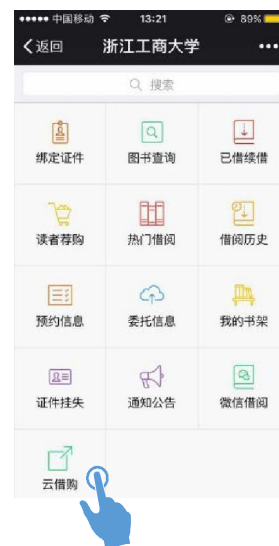 中国移动 13:21 89%
返回 浙江工商大学
搜索
绑定证件 图书查询 已借续借
读者荐购 热门借阅 借阅历史
预约信息 委托信息 我的书架
证件挂失 通知公告 微信借阅
云借购